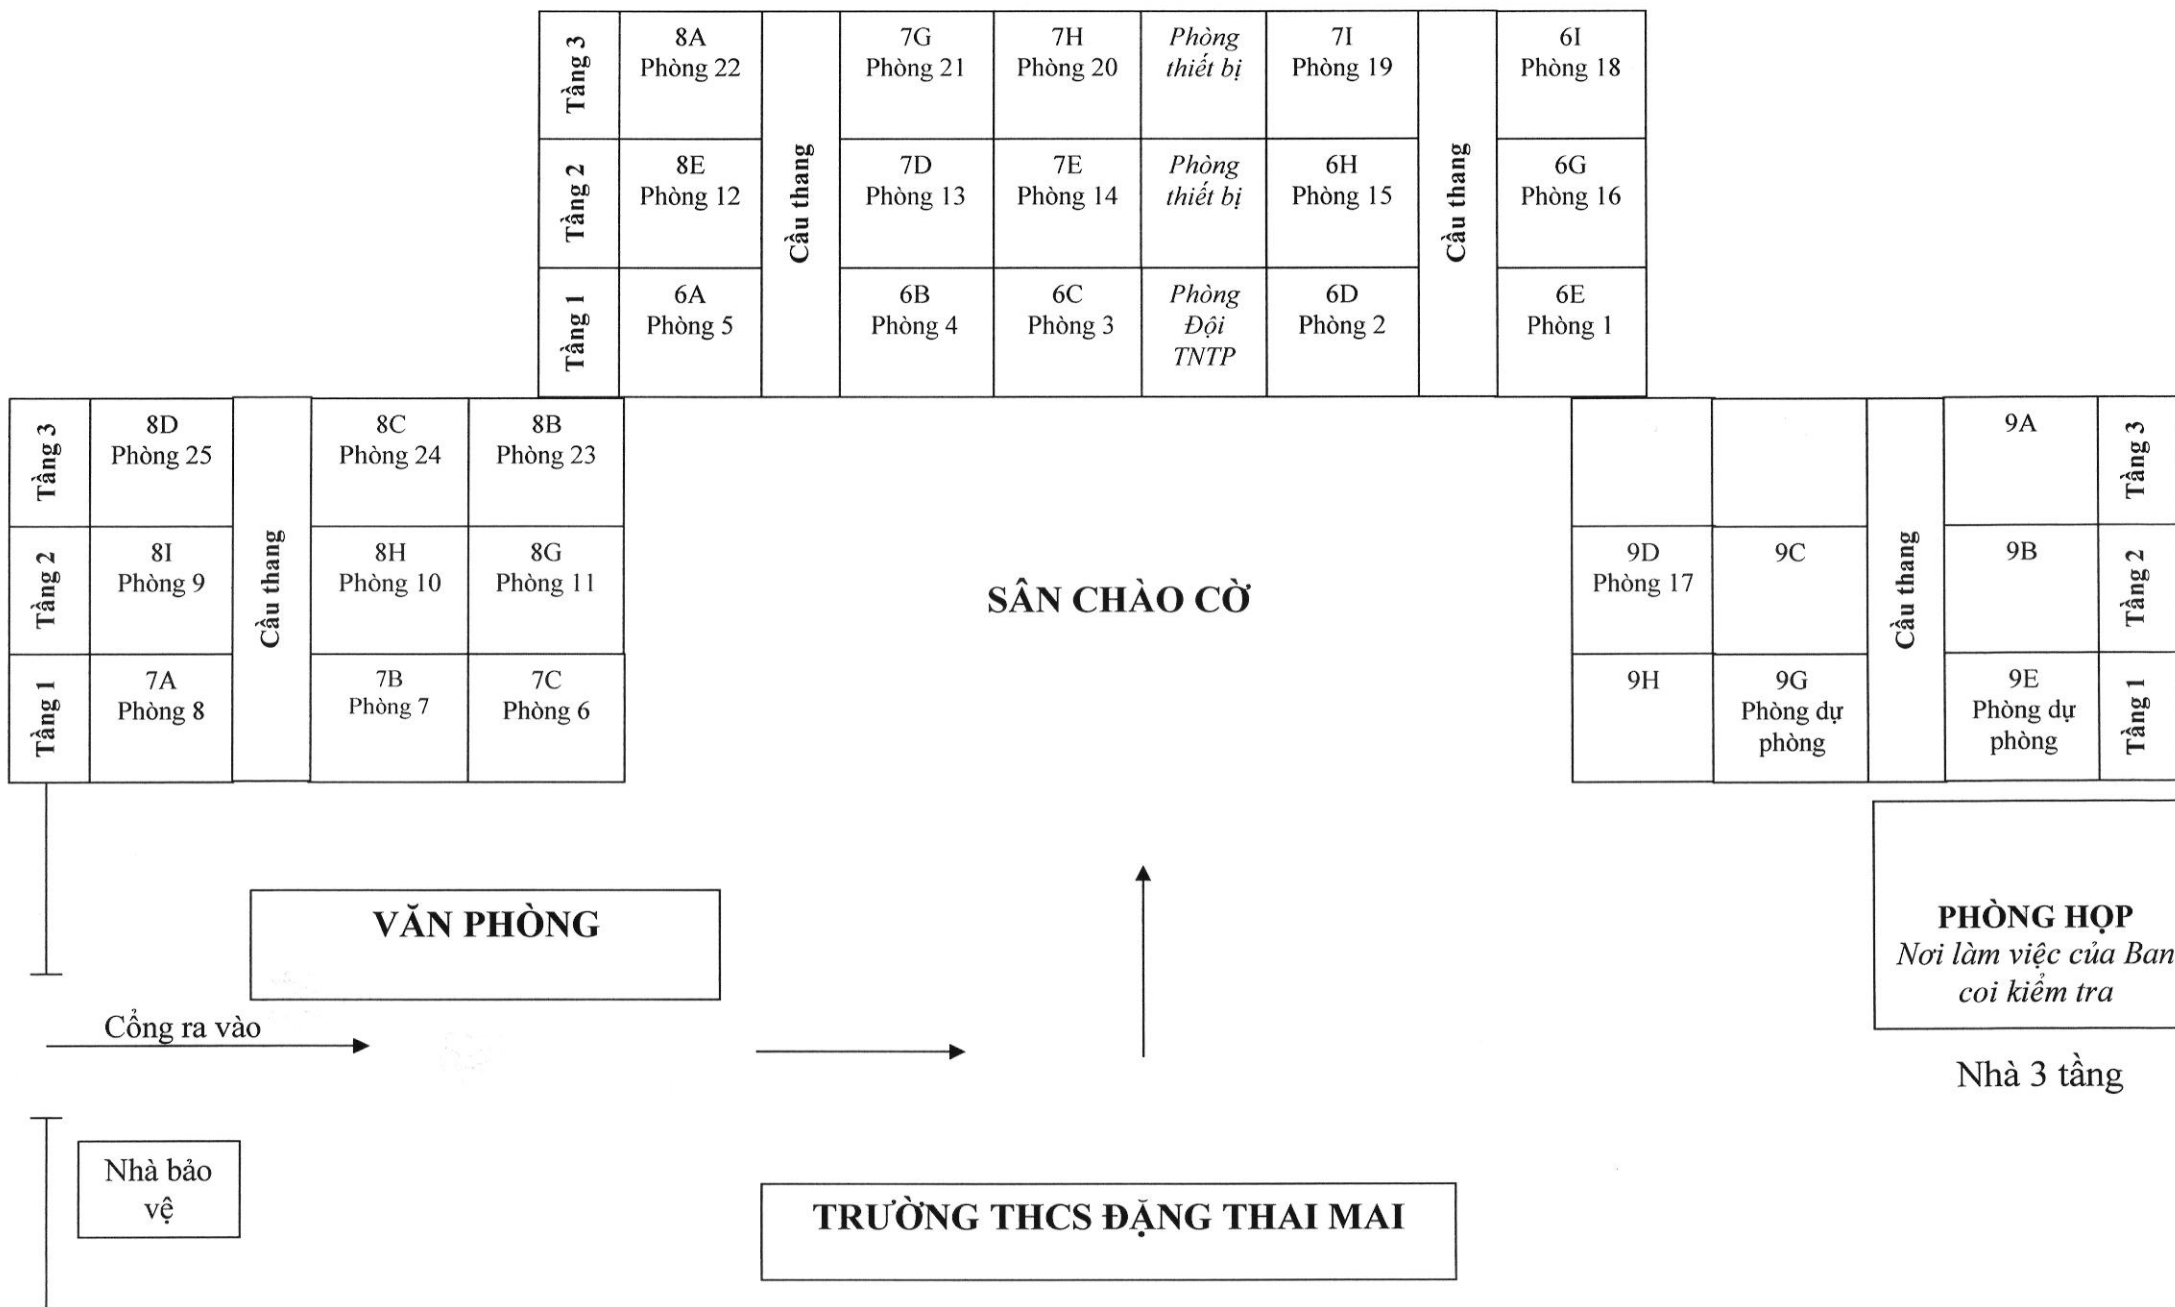 Tầng 3
8A
Phòng 22
Cầu thang
7G
Phòng 21
7H
Phòng 20
Phòng
thiết bị
7I
Phòng 19
Cầu thang
6I
Phòng 18
Tầng 2
8E
Phòng 12
7D
Phòng 13
7E
Phòng 14
Phòng
thiết bị
6H
Phòng 15
6G
Phòng 16
Tầng 1
6A
Phòng 5
6B
Phòng 4
6C
Phòng 3
Phòng
Đội
TNTP
6D
Phòng 2
6E
Phòng 1
Tầng 3
8D
Phòng 25
Cầu thang
8C
Phòng 24
8B
Phòng 23
Tầng 2
8I
Phòng 9
8H
Phòng 10
8G
Phòng 11
Tầng 1
7A
Phòng 8
7B
Phòng 7
7C
Phòng 6
SÂN CHÀO CỜ
Cầu thang
9A
Tầng 3
9D
Phòng 17
9C
9B
Tầng 2
9H
9G
Phòng dự
phòng
9E
Phòng dự
phòng
Tầng 1
VĂN PHÒNG
PHÒNG HỌP
Nơi làm việc của Ban
coi kiểm tra
Cổng ra vào
Nhà 3 tầng
Nhà bảo
vệ
TRƯỜNG THCS ĐẶNG THAI MAI